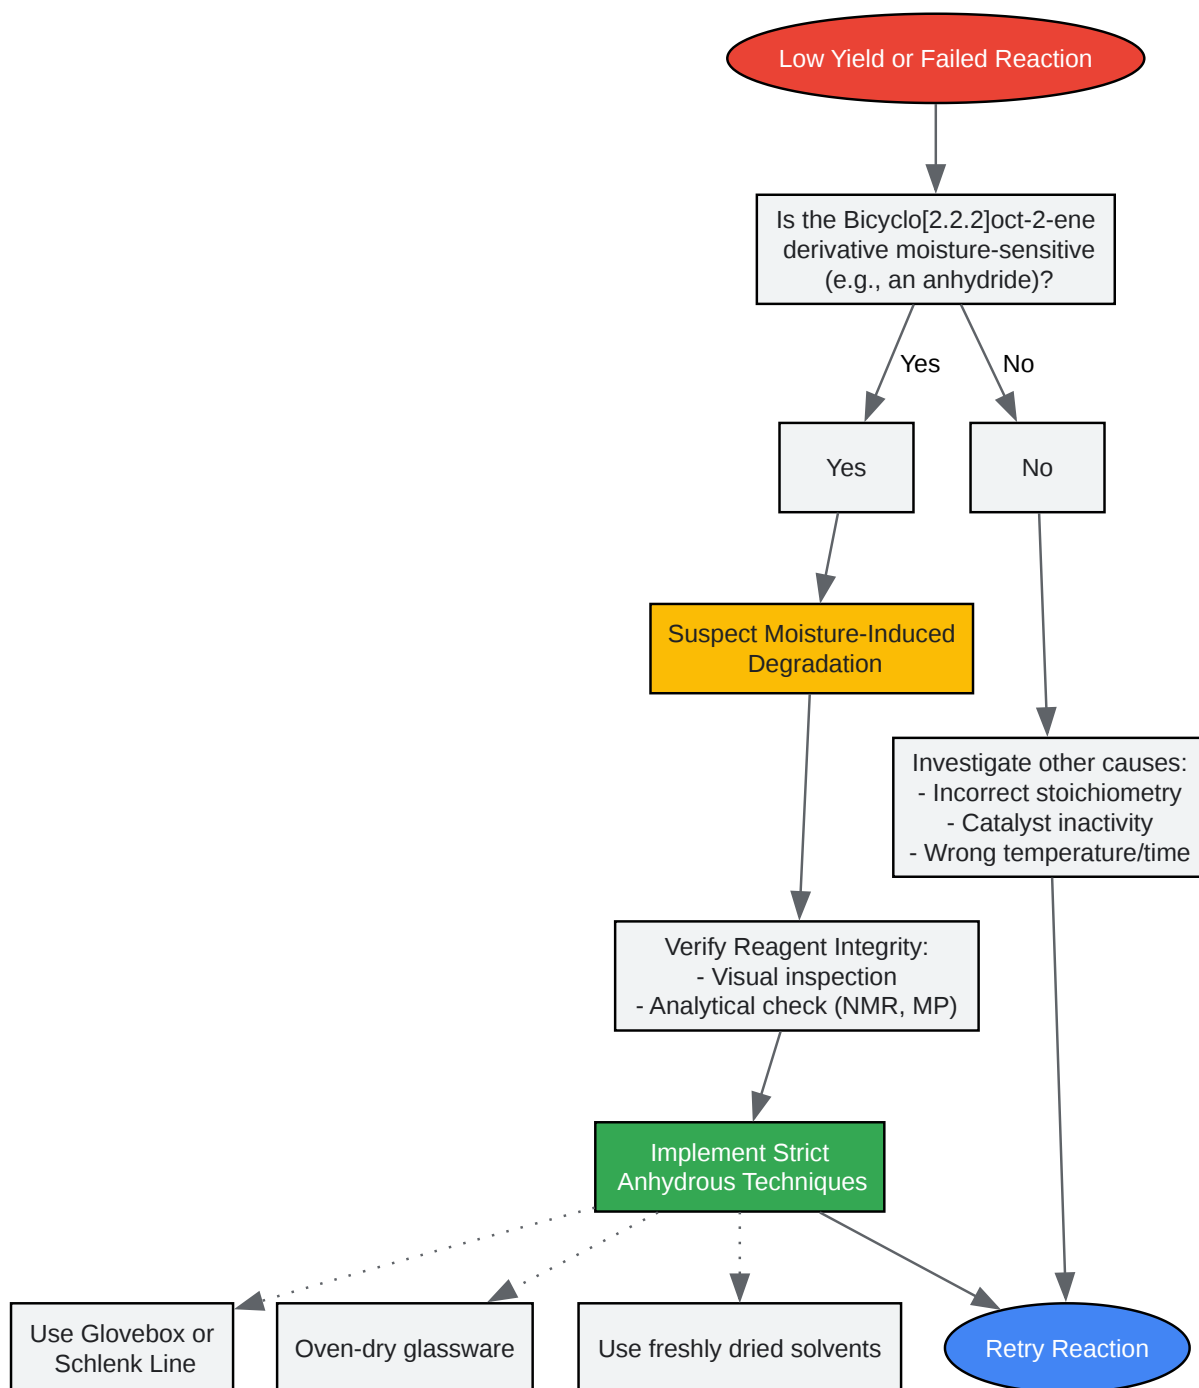 Low Yield or Failed Reaction
Is the Bicyclo[2.2.2]oct-2-ene
derivative moisture-sensitive
(e.g., an anhydride)?
Yes
No
Yes
No
Suspect Moisture-Induced
Degradation
Investigate other causes:
- Incorrect stoichiometry
- Catalyst inactivity
- Wrong temperature/time
Verify Reagent Integrity:
- Visual inspection
- Analytical check (NMR, MP)
Implement Strict
Anhydrous Techniques
Use Glovebox or
Schlenk Line
Oven-dry glassware
Use freshly dried solvents
Retry Reaction